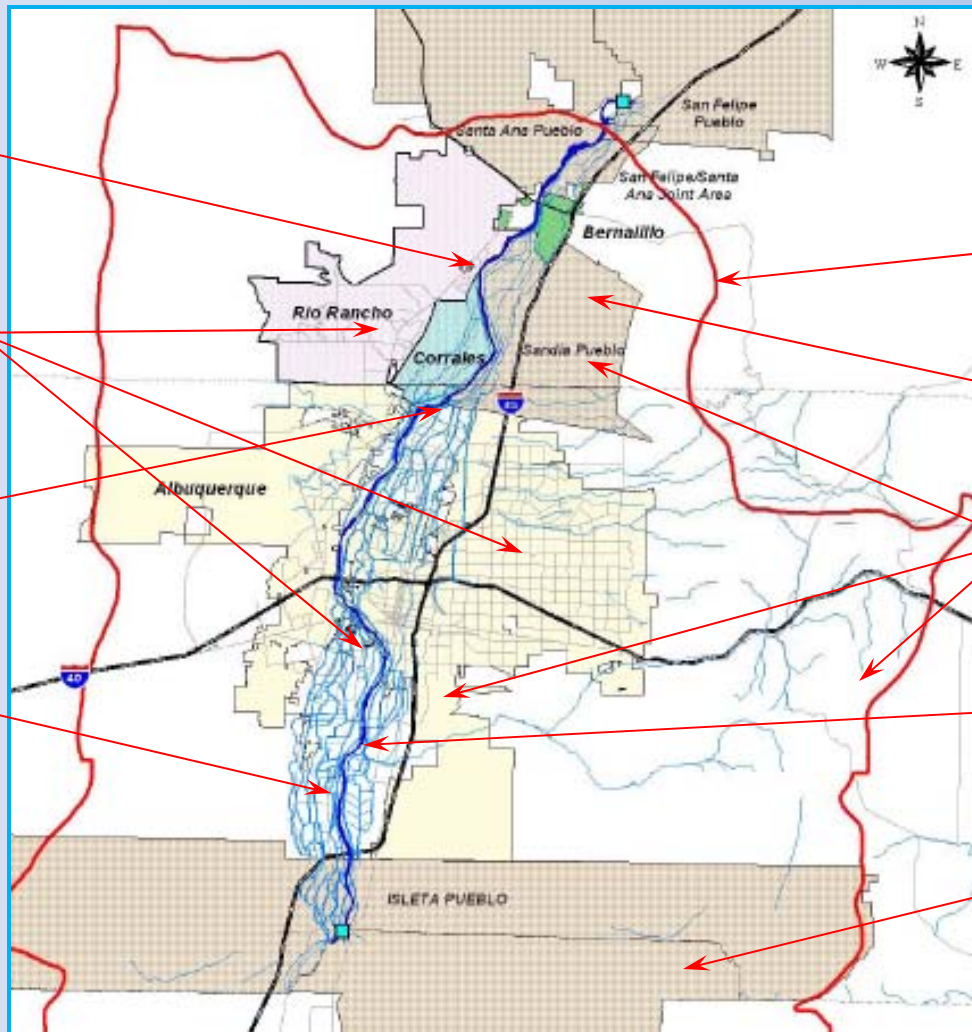 N
W E
S
San Felipe
Pueblo
Santa Ana Pueblo
San Felipe/Santa
Ana Joint Area
Bernalillo
Rio Rancho
Corrales
Sandia Pueblo
Albuquerque
40
ISLETA PUEBLO